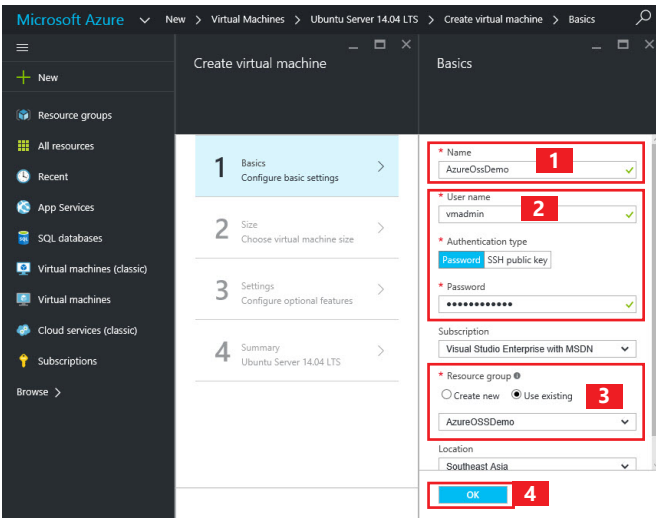 Microsoft Azure New > Virtual Machines > Ubuntu Server 14.04 LTS > Create virtual machine > Basics
New
Resource groups
All resources
Recent
App Services
SQL databases
Virtual machines (classic)
Virtual machines
Cloud services (classic)
Subscriptions
Browse >
Create virtual machine
1
Basics
Configure basic settings
2
Size
Choose virtual machine size
3
Settings
Configure optional features
4
Summary
Ubuntu Server 14.04 LTS
Basics
* Name
1
AzureOssDemo
* User name
2
vmadmin
* Authentication type
Password SSH public key
* Password
••••••••••••
Subscription
Visual Studio Enterprise with MSDN
* Resource group
Create new Use existing
3
AzureOSSDemo
Location
Southeast Asia
OK
4